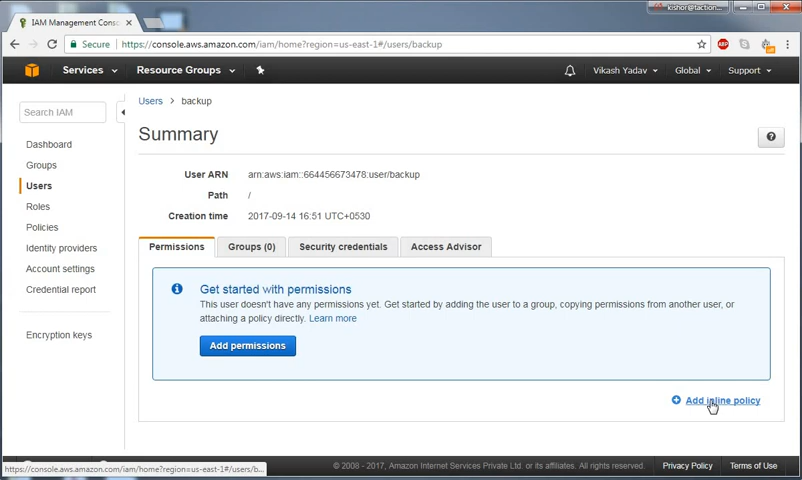 kishor@taction...
IAM Management Consc
Secure
https://console.aws.amazon.com/iam/home?region=us-east-1#/users/backup
Services
Resource Groups
Vikash Yadav
Global
Support
Search IAM
Dashboard
Groups
Users
Roles
Policies
Identity providers
Account settings
Credential report
Encryption keys
Users > backup
Summary
User ARN arn:aws:iam::664456673478:user/backup
Path /
Creation time 2017-09-14 16:51 UTC+0530
Permissions Groups (0) Security credentials Access Advisor
Get started with permissions
This user doesn't have any permissions yet. Get started by adding the user to a group, copying permissions from another user, or
attaching a policy directly. Learn more
Add permissions
Add inline policy
https://console.aws.amazon.com/iam/home?region=us-east-1#/users/b...
© 2008 - 2017, Amazon Internet Services Private Ltd. or its affiliates. All rights reserved.
Privacy Policy
Terms of Use